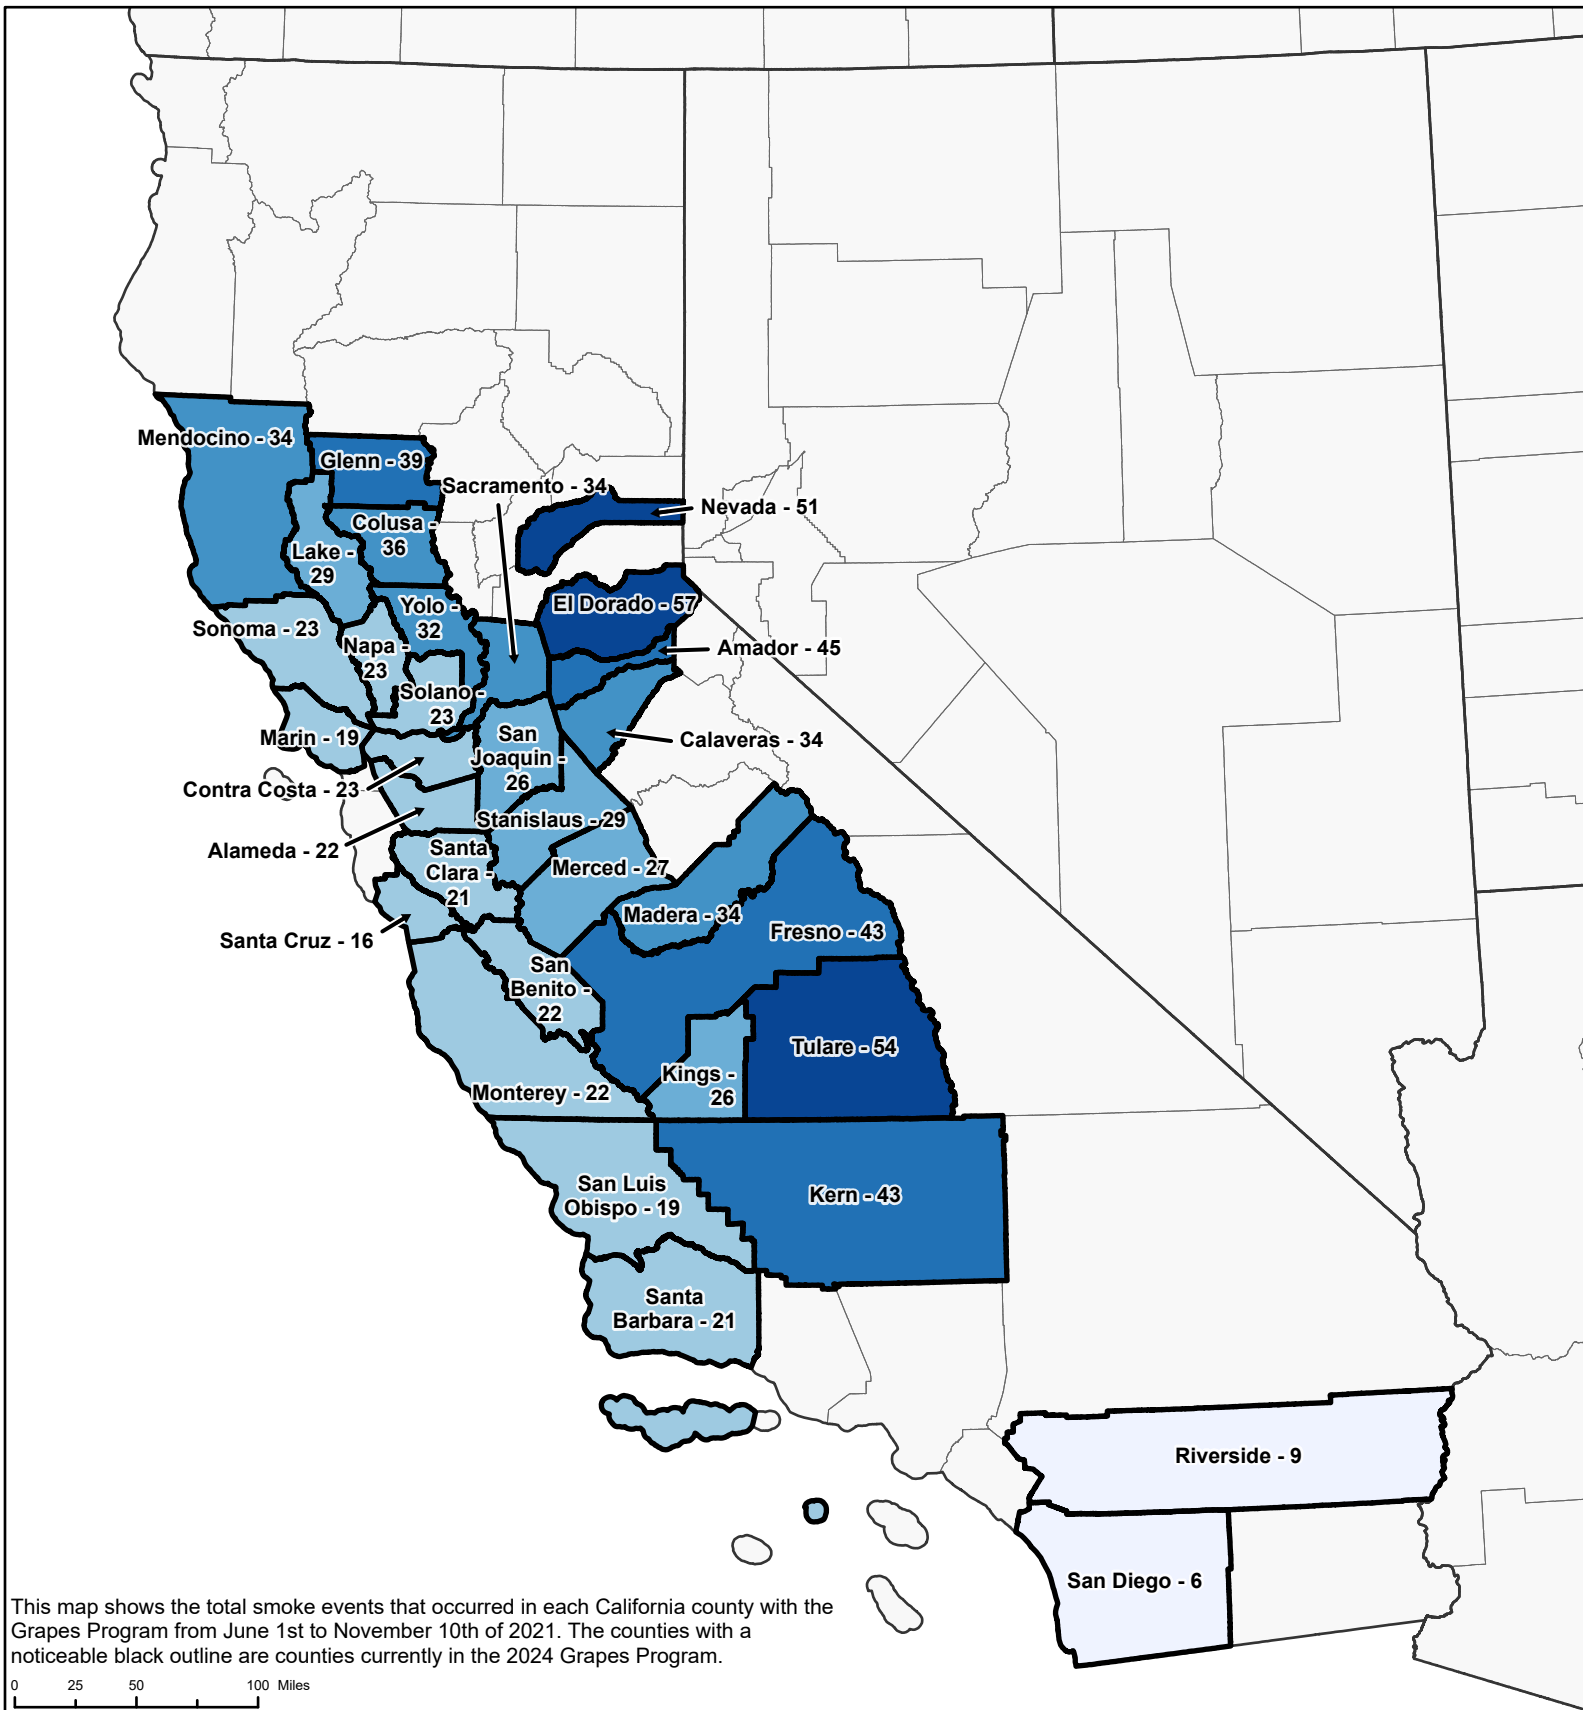 Mendocino - 34
Glenn - 39
Sacramento - 34
Nevada - 51
Colusa -
36
Lake -
29
El Dorado - 57
Yolo -
32
Sonoma - 23
Napa -
23
Amador - 45
Solano -
23
Marin - 19
San
Joaquin -
26
Calaveras - 34
Contra Costa - 23
Stanislaus - 29
Alameda - 22
Santa
Clara -
21
Merced - 27
Madera - 34
Fresno - 43
Santa Cruz - 16
San
Benito -
22
Tulare - 54
Kings -
26
Monterey - 22
San Luis
Obispo - 19
Kern - 43
Santa
Barbara - 21
Riverside - 9
San Diego - 6
This map shows the total smoke events that occurred in each California county with the
Grapes Program from June 1st to November 10th of 2021. The counties with a
noticeable black outline are counties currently in the 2024 Grapes Program.
0 25 50 100 Miles